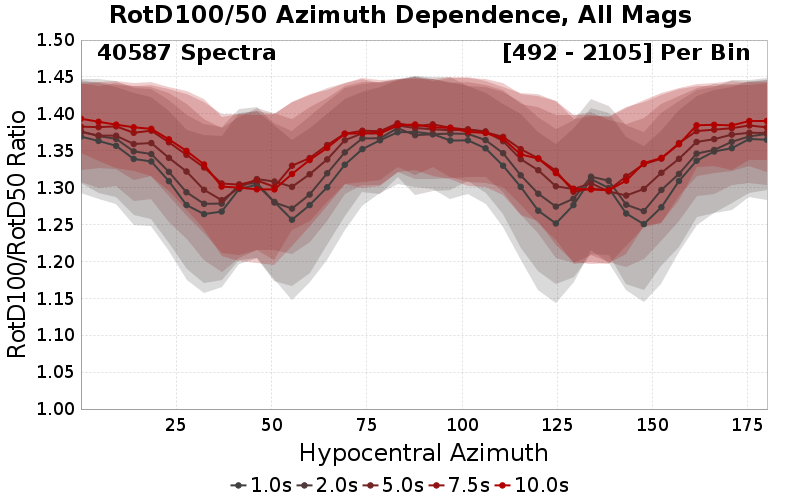 RotD100/50 Azimuth Dependence, All Mags
40587 Spectra
[492 - 2105] Per Bin
RotD100/RotD50 Ratio
1.50
1.45
1.40
1.35
1.30
1.25
1.20
1.15
1.10
1.05
1.00
25 50 75 100 125 150 175
Hypocentral Azimuth
1.0s 2.0s 5.0s 7.5s 10.0s